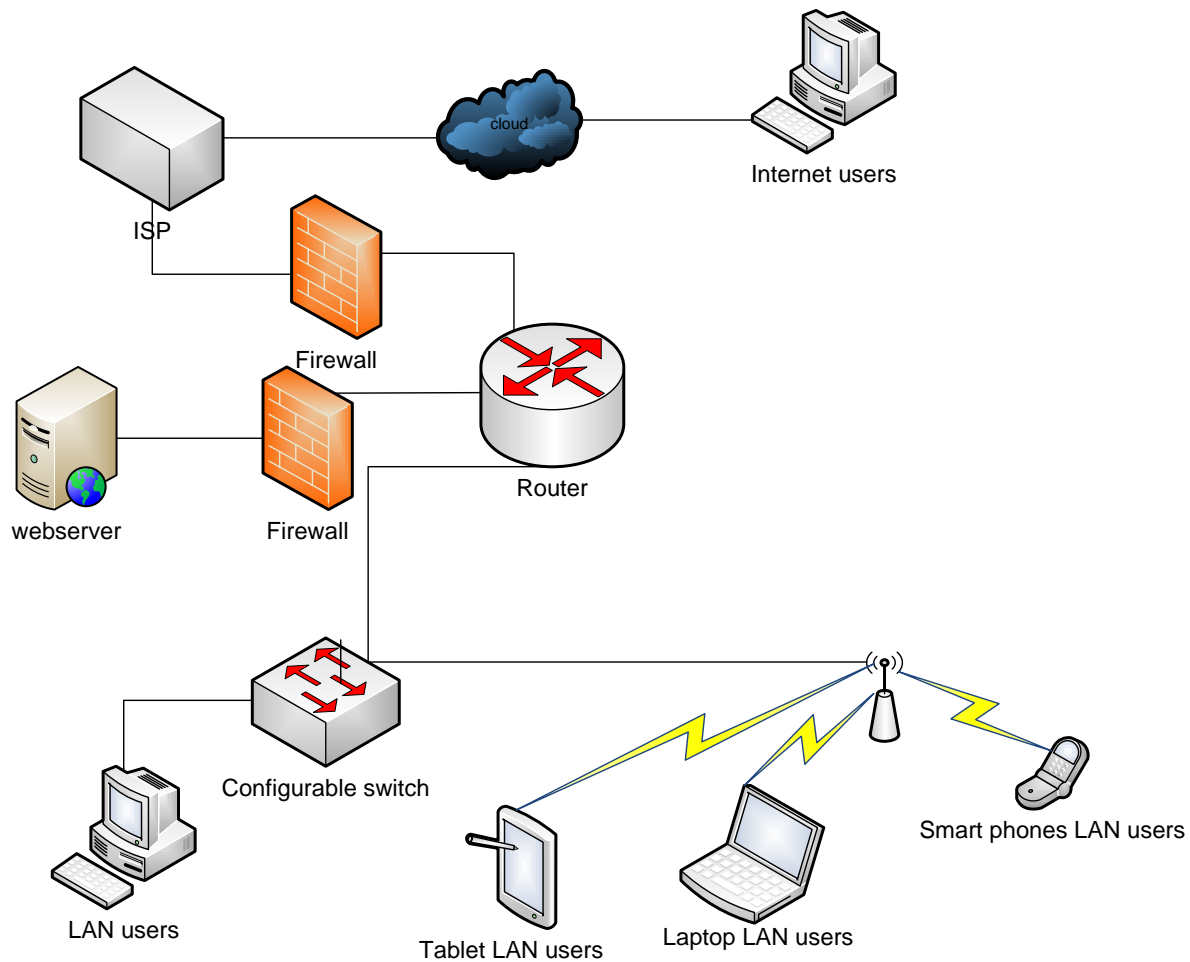 cloud
Internet users
ISP
Firewall
Router
webserver
Firewall
Configurable switch
Smart phones LAN users
LAN users
Tablet LAN users
Laptop LAN users